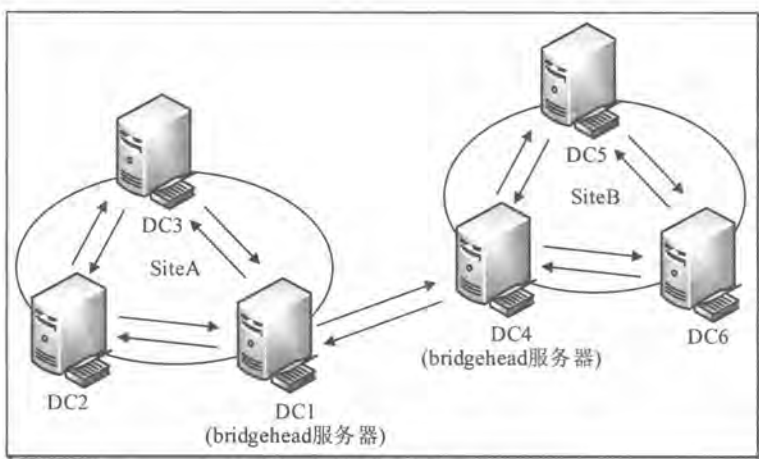 DC5
SiteB
DC3
SiteA
DC4
(bridgehead服务器)
DC6
DC2
DC1
(bridgehead服务器)